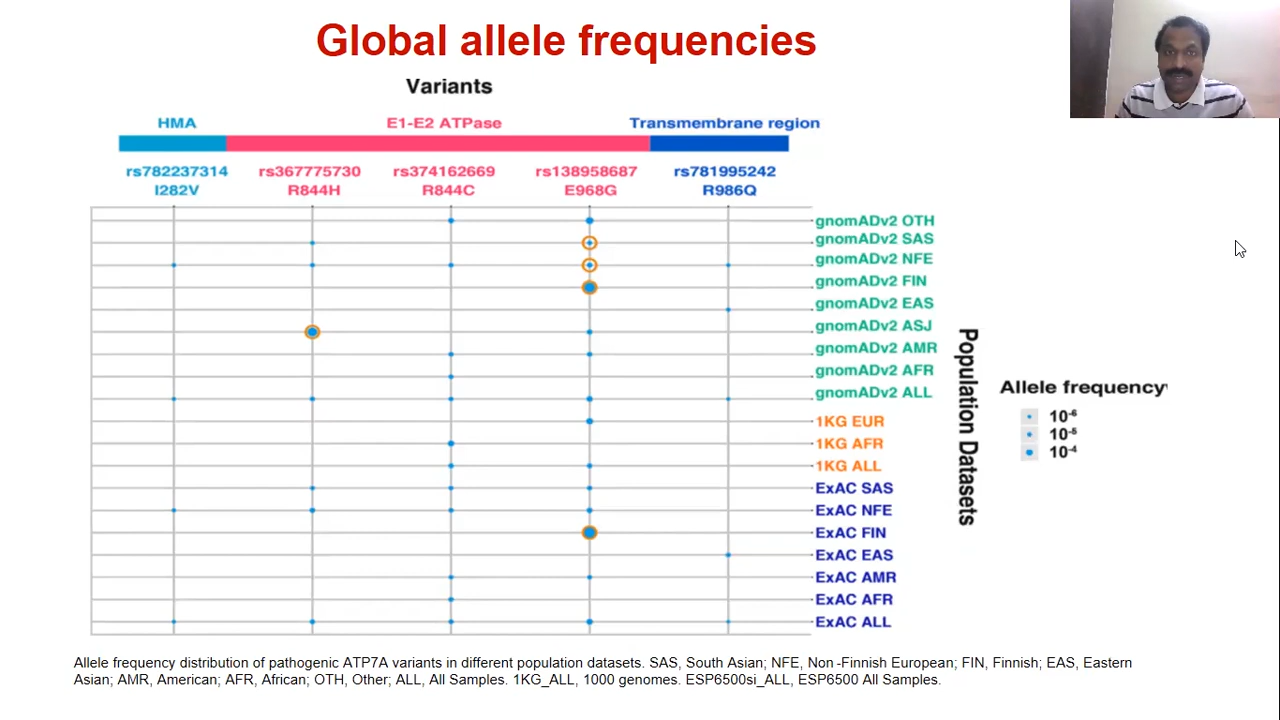 Global allele frequencies
Variants
HMA E1-E2 ATPase Transmembrane region
rs782237314 rs367775730 rs374162669 rs138958687 rs781995242
I282V R844H R844C E968G R986Q
gnomADv2 OTH
gnomADv2 SAS
gnomADv2 NFE
gnomADv2 FIN
gnomADv2 EAS
gnomADv2 ASJ
gnomADv2 AMR
gnomADv2 AFR
gnomADv2 ALL
1KG EUR
1KG AFR
1KG ALL
ExAC SAS
ExAC NFE
ExAC FIN
ExAC EAS
ExAC AMR
ExAC AFR
ExAC ALL
Population Datasets
Allele frequency
10⁻⁶
10⁻⁵
10⁻⁴
Allele frequency distribution of pathogenic ATP7A variants in different population datasets. SAS, South Asian; NFE, Non -Finnish European; FIN, Finnish; EAS, Eastern
Asian; AMR, American; AFR, African; OTH, Other; ALL, All Samples. 1KG_ALL, 1000 genomes. ESP6500si_ALL, ESP6500 All Samples.